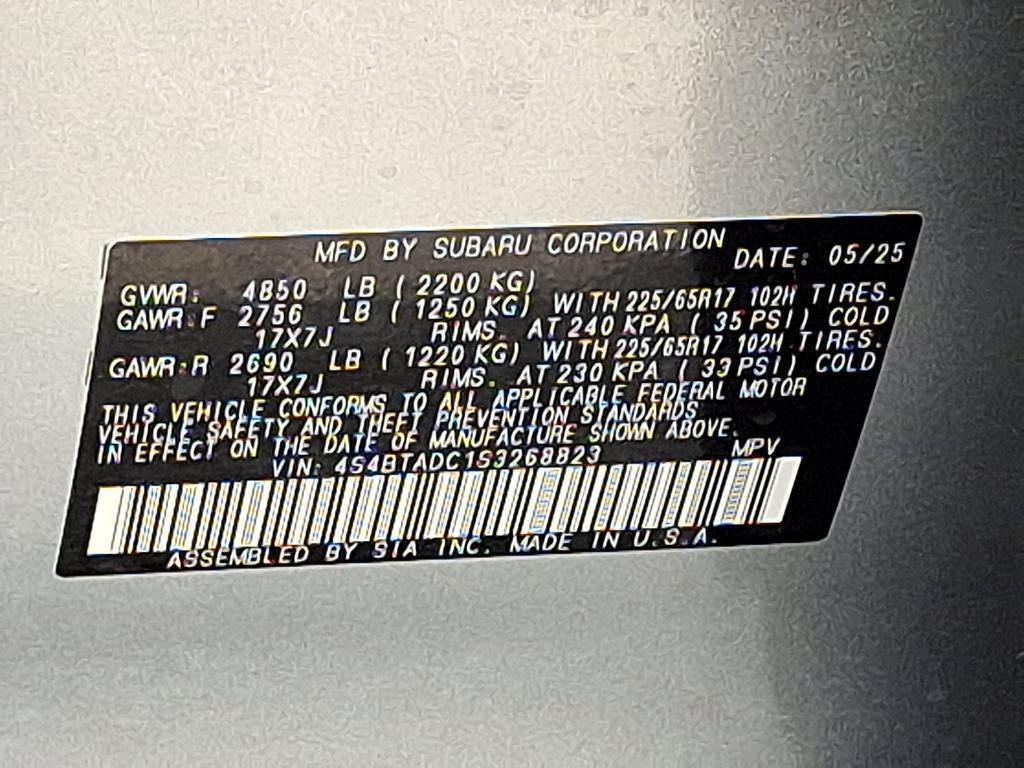 MFD BY SUBARU CORPORATION
DATE: 05/25
GVWR: 4850 LB ( 2200 KG)
GAWR:F 2756 LB ( 1250 KG) WITH 225/65R17 102H TIRES.
17X7J RIMS. AT 240 KPA ( 35 PSI) COLD
GAWR:R 2690 LB ( 1220 KG) WITH 225/65R17 102H TIRES.
17X7J RIMS. AT 230 KPA ( 33 PSI) COLD
THIS VEHICLE CONFORMS TO ALL APPLICABLE FEDERAL MOTOR
VEHICLE SAFETY AND THEFT PREVENTION STANDARDS
IN EFFECT ON THE DATE OF MANUFACTURE SHOWN ABOVE.
VIN: 4S4BTADC1S3268823 MPV
ASSEMBLED BY SIA INC. MADE IN U.S.A.